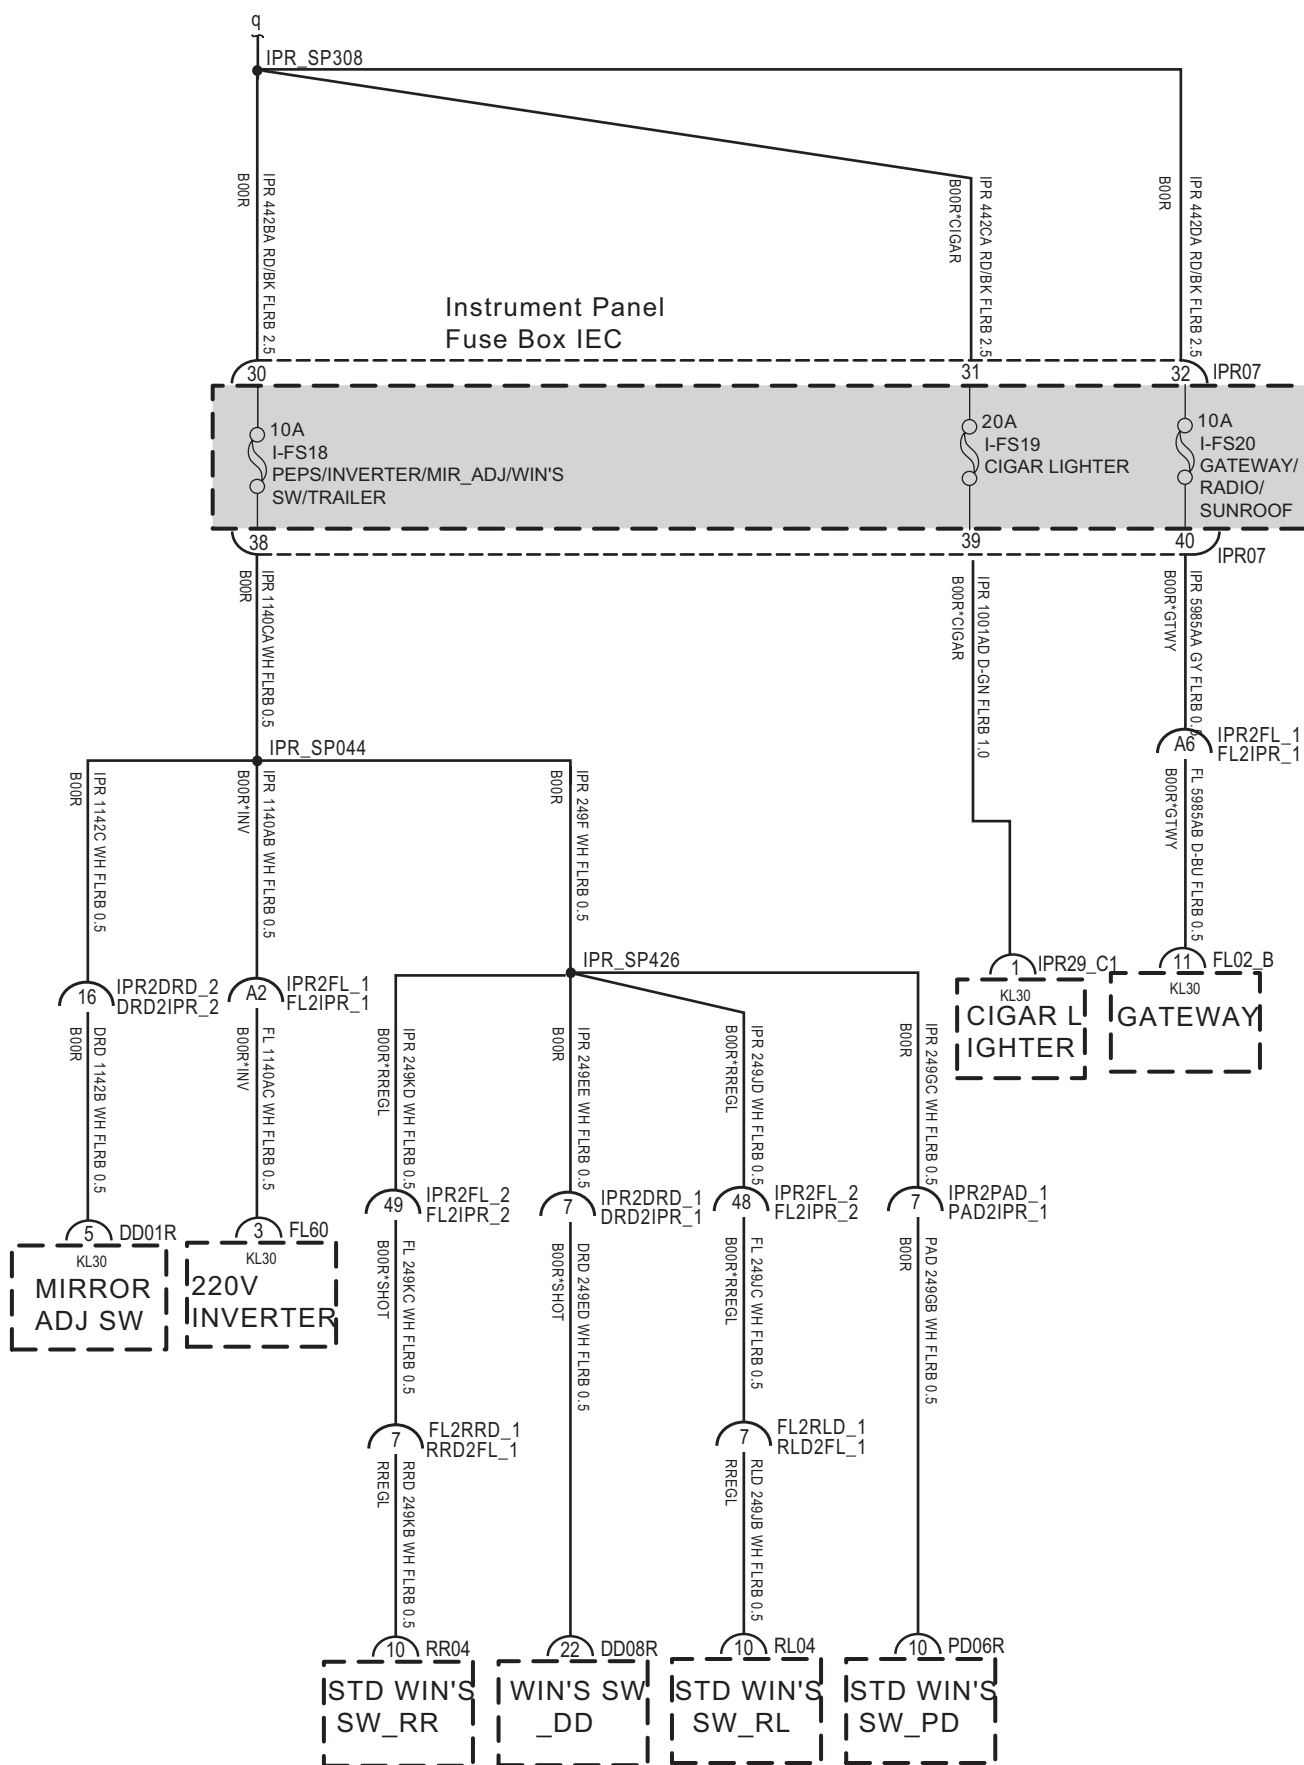 q
IPR_SP308
IPR 442BA RD/BK FLRB 2.5
B00R
IPR 442CA RD/BK FLRB 2.5
B00R*CIGAR
IPR 442DA RD/BK FLRB 2.5
B00R
Instrument Panel
Fuse Box IEC
30
31
32
IPR07
10A
I-FS18
PEPS/INVERTER/MIR_ADJ/WIN'S
SW/TRAILER
20A
I-FS19
CIGAR LIGHTER
10A
I-FS20
GATEWAY/
RADIO/
SUNROOF
38
39
40
IPR07
IPR 1140CA WH FLRB 0.5
B00R
IPR 1001AD D-GN FLRB 1.0
B00R*CIGAR
IPR 5985AA GY FLRB 0.5
B00R*GTWY
A6
IPR2FL_1
FL2IPR_1
IPR_SP044
IPR 1142C WH FLRB 0.5
B00R
IPR 1140AB WH FLRB 0.5
B00R*INV
IPR 249F WH FLRB 0.5
B00R
FL 5985AB D-BU FLRB 0.5
B00R*GTWY
IPR_SP426
1
IPR29_C1
KL30
CIGAR L
IGHTER
11
FL02_B
KL30
GATEWAY
16
IPR2DRD_2
DRD2IPR_2
A2
IPR2FL_1
FL2IPR_1
DRD 1142B WH FLRB 0.5
B00R
FL 1140AC WH FLRB 0.5
B00R*INV
IPR 249KD WH FLRB 0.5
B00R*RREGL
IPR 249EE WH FLRB 0.5
B00R
IPR 249JD WH FLRB 0.5
B00R*RREGL
IPR 249GC WH FLRB 0.5
B00R
49
IPR2FL_2
FL2IPR_2
7
IPR2DRD_1
DRD2IPR_1
48
IPR2FL_2
FL2IPR_2
7
IPR2PAD_1
PAD2IPR_1
5
DD01R
KL30
MIRROR
ADJ SW
3
FL60
KL30
220V
INVERTER
FL 249KC WH FLRB 0.5
B00R*SHOT
DRD 249ED WH FLRB 0.5
B00R*SHOT
FL 249JC WH FLRB 0.5
B00R*RREGL
PAD 249GB WH FLRB 0.5
B00R
7
FL2RRD_1
RRD2FL_1
7
FL2RLD_1
RLD2FL_1
RRD 249KB WH FLRB 0.5
RREGL
RLD 249JB WH FLRB 0.5
RREGL
10
RR04
STD WIN'S
SW_RR
22
DD08R
WIN'S SW
_DD
10
RL04
STD WIN'S
SW_RL
10
PD06R
STD WIN'S
SW_PD